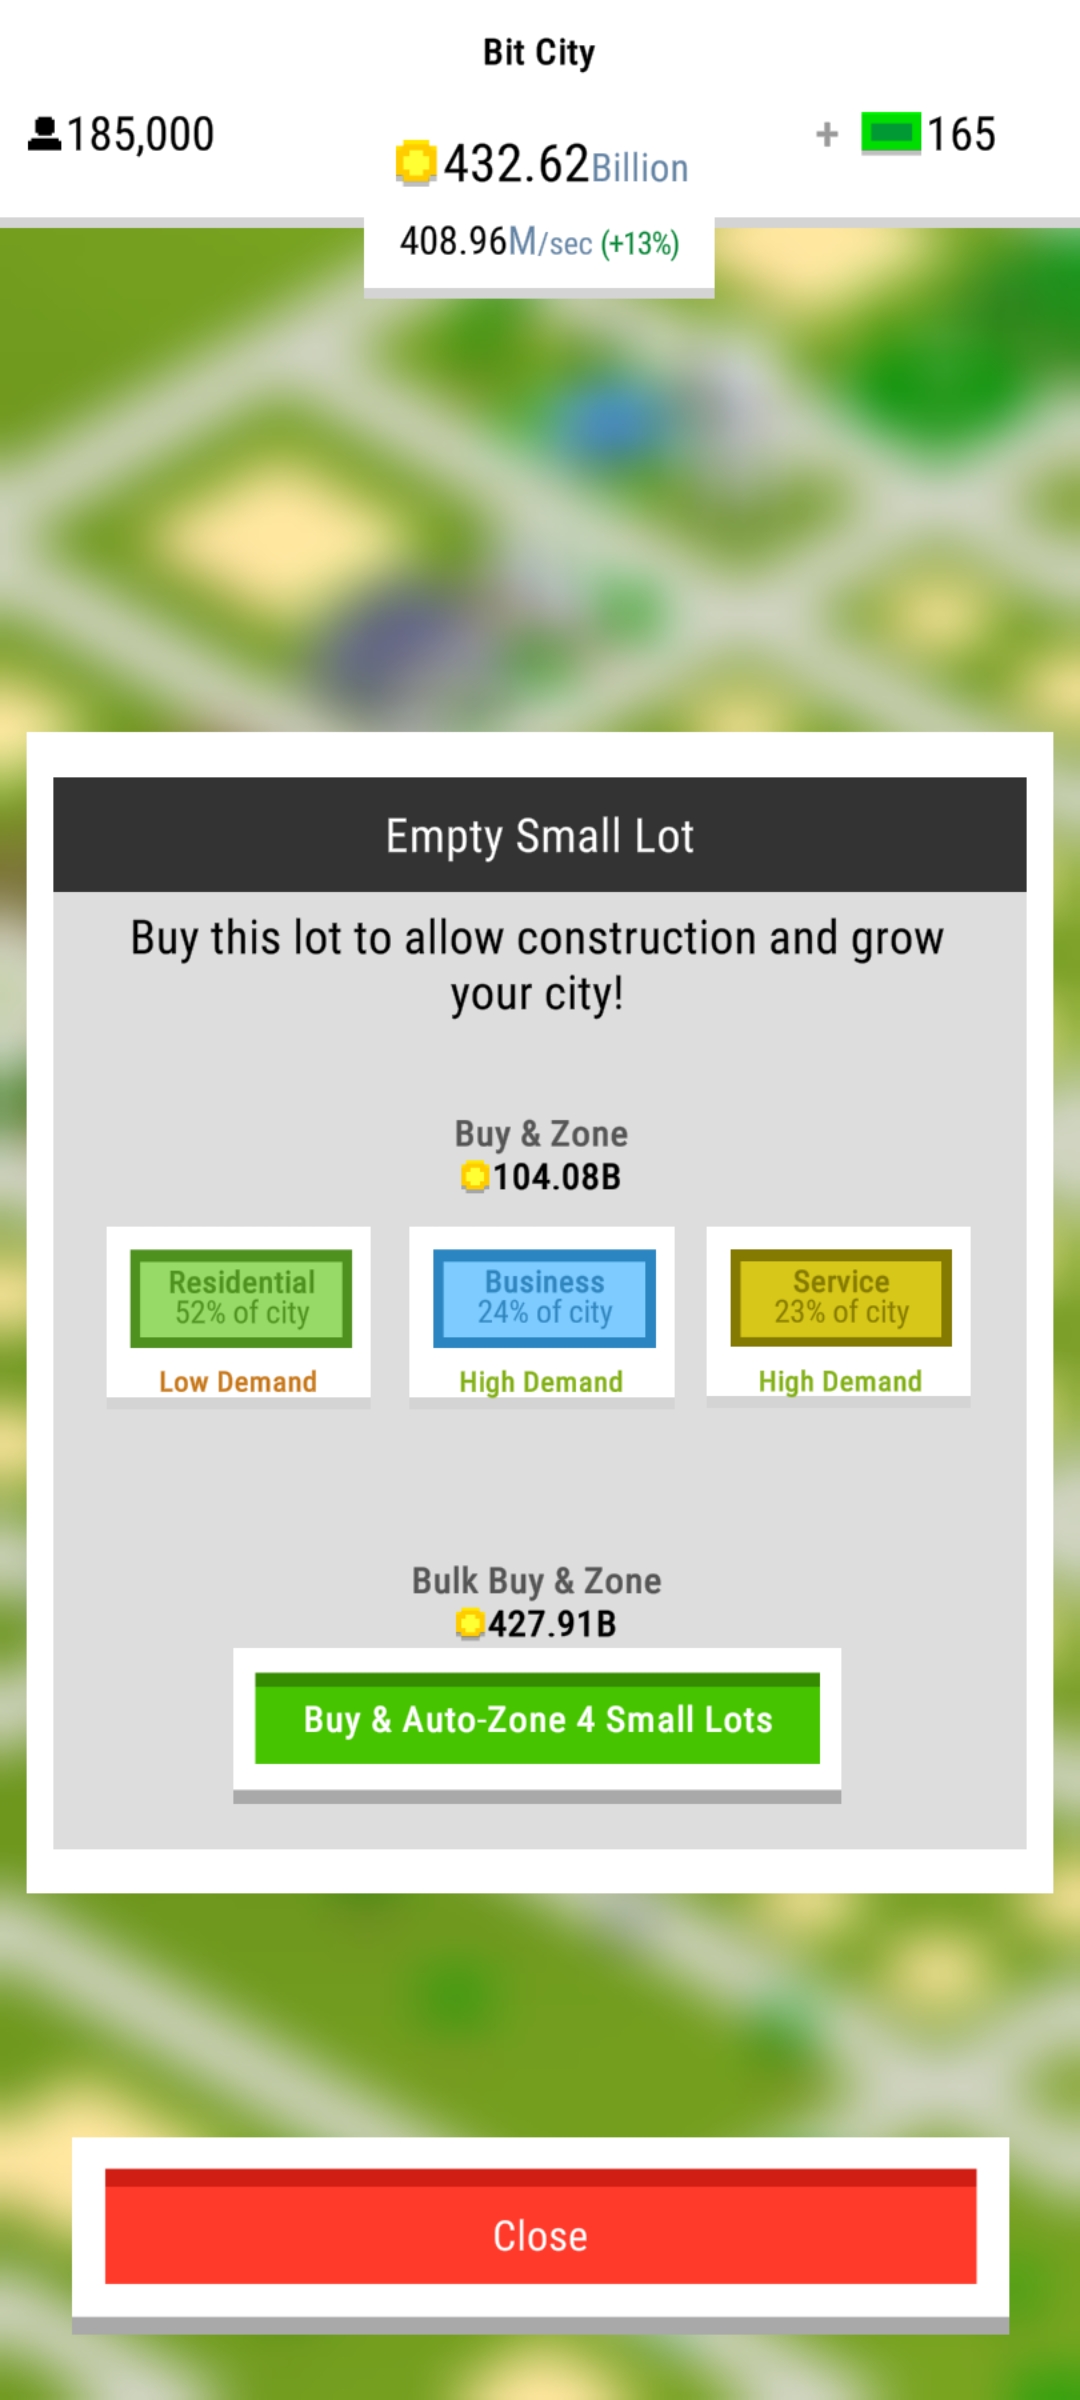 Bit City
185,000
432.62Billion
+ 165
408.96M/sec (+13%)
Empty Small Lot
Buy this lot to allow construction and grow
your city!
Buy & Zone
104.08B
Residential
52% of city
Low Demand
Business
24% of city
High Demand
Service
23% of city
High Demand
Bulk Buy & Zone
427.91B
Buy & Auto-Zone 4 Small Lots
Close